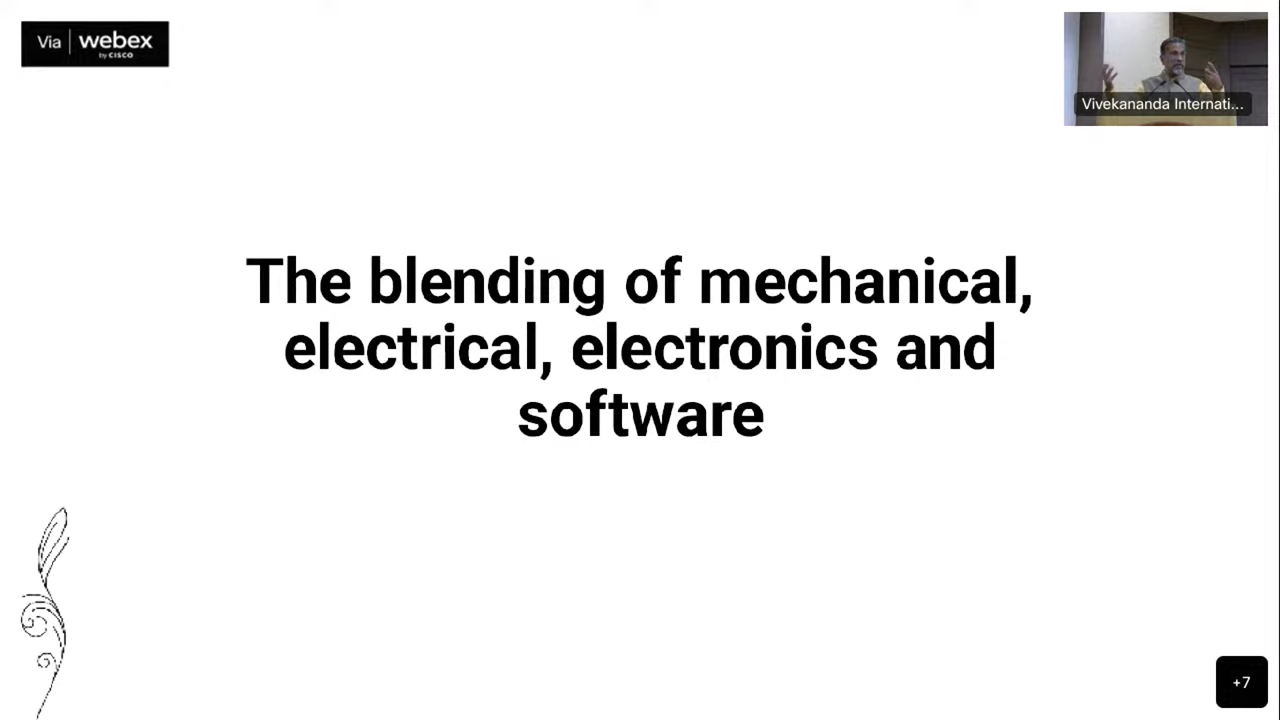 Via webex
by CISCO
Vivekananda Internati...
The blending of mechanical,
electrical, electronics and
software
+7